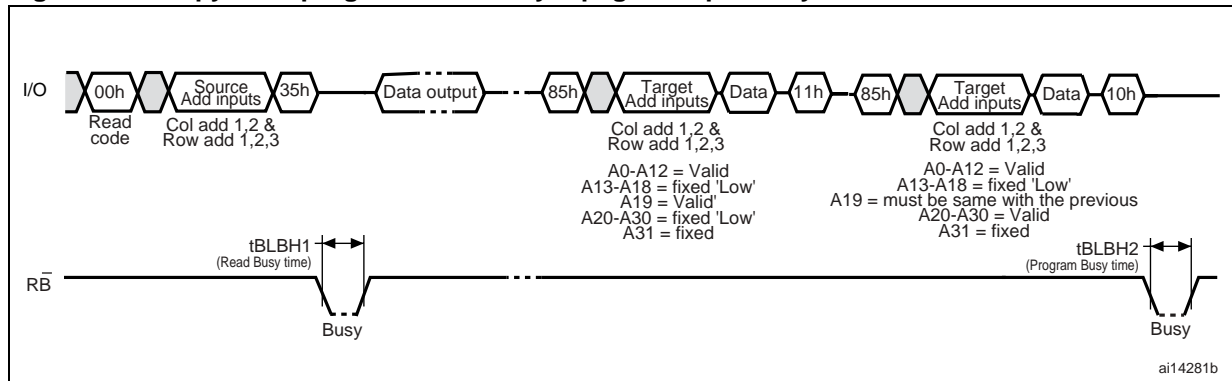 I/O
00h
Source
Add inputs
35h
Data output
85h
Target
Add inputs
Data
11h
85h
Target
Add inputs
Data
10h
Read
code
Col add 1,2 &
Row add 1,2,3
Col add 1,2 &
Row add 1,2,3
A0-A12 = Valid
A13-A18 = fixed 'Low'
A19 = Valid'
A20-A30 = fixed 'Low'
A31 = fixed
Col add 1,2 &
Row add 1,2,3
A0-A12 = Valid
A13-A18 = fixed 'Low'
A19 = must be same with the previous
A20-A30 = Valid
A31 = fixed
tBLBH1
(Read Busy time)
tBLBH2
(Program Busy time)
RB̅
Busy
Busy
ai14281b